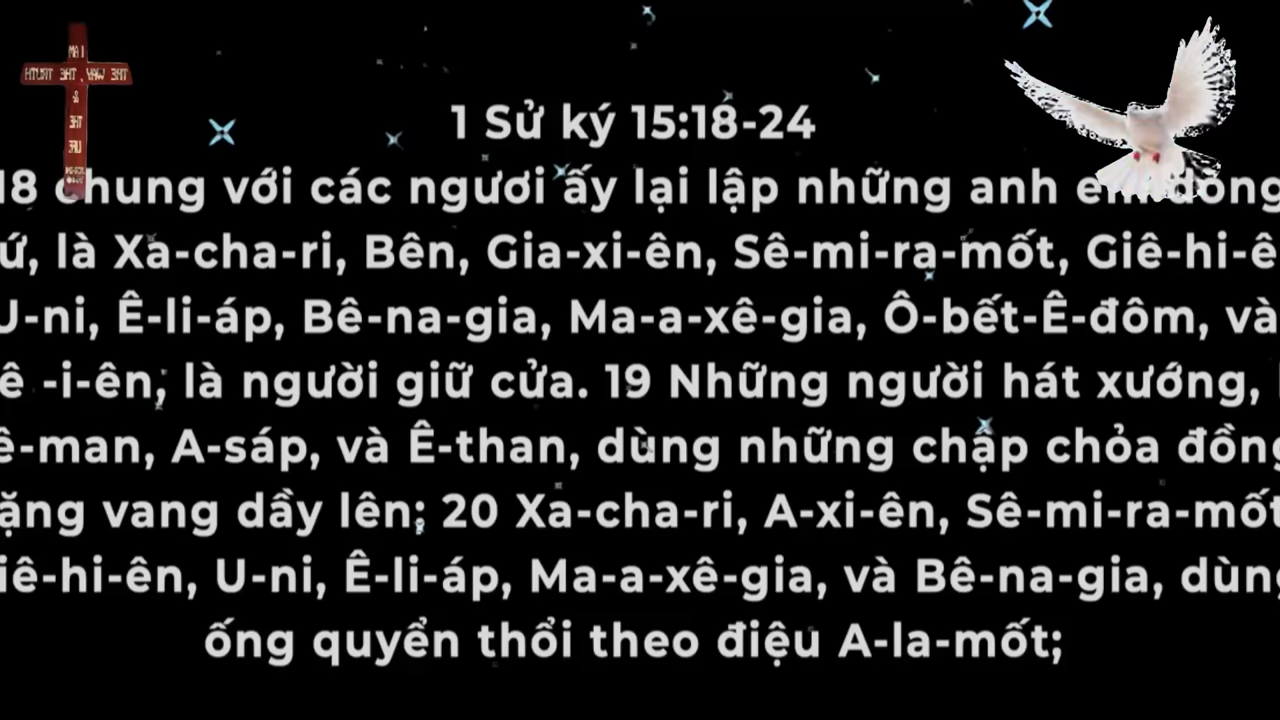 1 Sử ký 15:18-24
18 chung với các ngươi ấy lại lập những anh em dòng
ứ, là Xa-cha-ri, Bên, Gia-xi-ên, Sê-mi-ra-mốt, Giê-hi-ê
U-ni, Ê-li-áp, Bê-na-gia, Ma-a-xê-gia, Ô-bết-Ê-đôm, và
ê -i-ên, là người giữ cửa. 19 Những người hát xướng,
ê-man, A-sáp, và Ê-than, dùng những chập chỏa đồng
ặng vang dầy lên; 20 Xa-cha-ri, A-xi-ên, Sê-mi-ra-mốt
iê-hi-ên, U-ni, Ê-li-áp, Ma-a-xê-gia, và Bê-na-gia, dùng
ống quyển thổi theo điệu A-la-mốt;